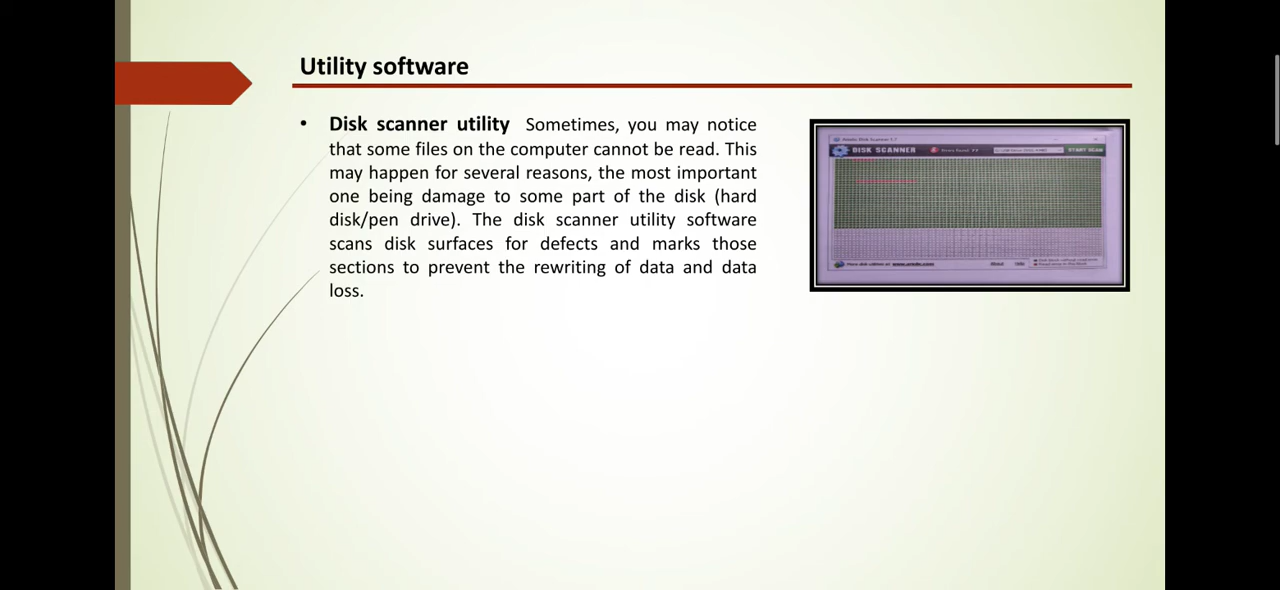 Utility software
• Disk scanner utility Sometimes, you may notice
that some files on the computer cannot be read. This
may happen for several reasons, the most important
one being damage to some part of the disk (hard
disk/pen drive). The disk scanner utility software
scans disk surfaces for defects and marks those
sections to prevent the rewriting of data and data
loss.
DISK SCANNER
START SCAN